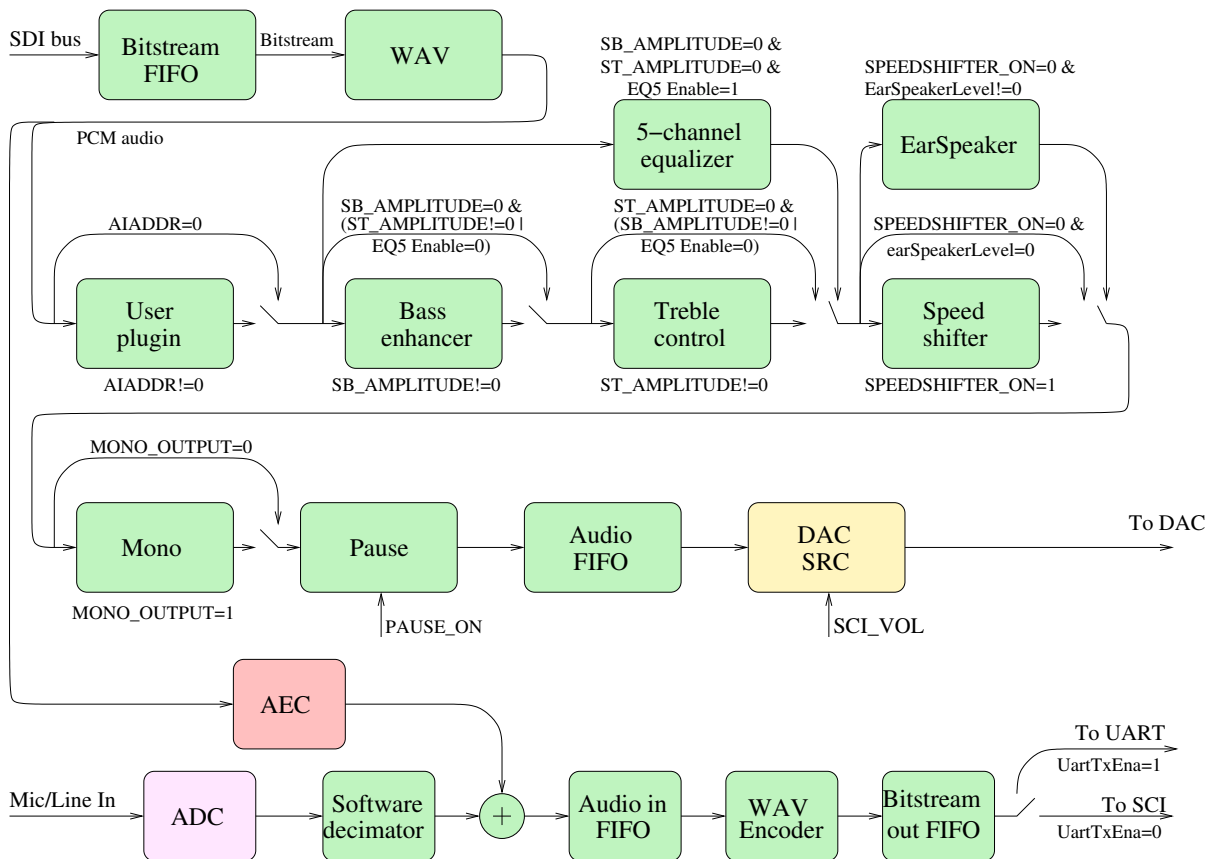 SDI bus
Bitstream
FIFO
Bitstream
WAV
PCM audio
SB_AMPLITUDE=0 &
ST_AMPLITUDE=0 &
EQ5 Enable=1
5−channel
equalizer
SPEEDSHIFTER_ON=0 &
EarSpeakerLevel!=0
EarSpeaker
AIADDR=0
User
plugin
AIADDR!=0
SB_AMPLITUDE=0 &
(ST_AMPLITUDE!=0 |
EQ5 Enable=0)
Bass
enhancer
SB_AMPLITUDE!=0
ST_AMPLITUDE=0 &
(SB_AMPLITUDE!=0 |
EQ5 Enable=0)
Treble
control
ST_AMPLITUDE!=0
SPEEDSHIFTER_ON=0 &
earSpeakerLevel=0
Speed
shifter
SPEEDSHIFTER_ON=1
MONO_OUTPUT=0
Mono
MONO_OUTPUT=1
Pause
PAUSE_ON
Audio
FIFO
DAC
SRC
SCI_VOL
To DAC
AEC
Mic/Line In
ADC
Software
decimator
+
Audio in
FIFO
WAV
Encoder
Bitstream
out FIFO
To UART
UartTxEna=1
To SCI
UartTxEna=0